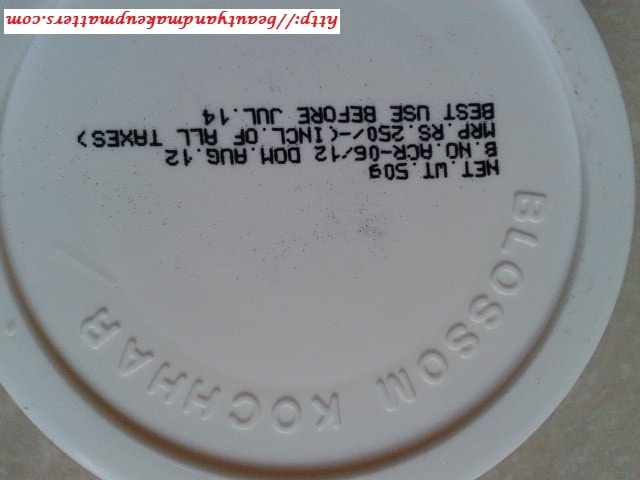 http://beautyandmakeupmatters.com
NET.WT.50g
B.NO.ACR-06/12 DOM.AUG.12
MRP.RS.250/-(INCL.OF ALL TAXES)
BEST USE BEFORE JUL.14
BLOSSOM KOCHHAR